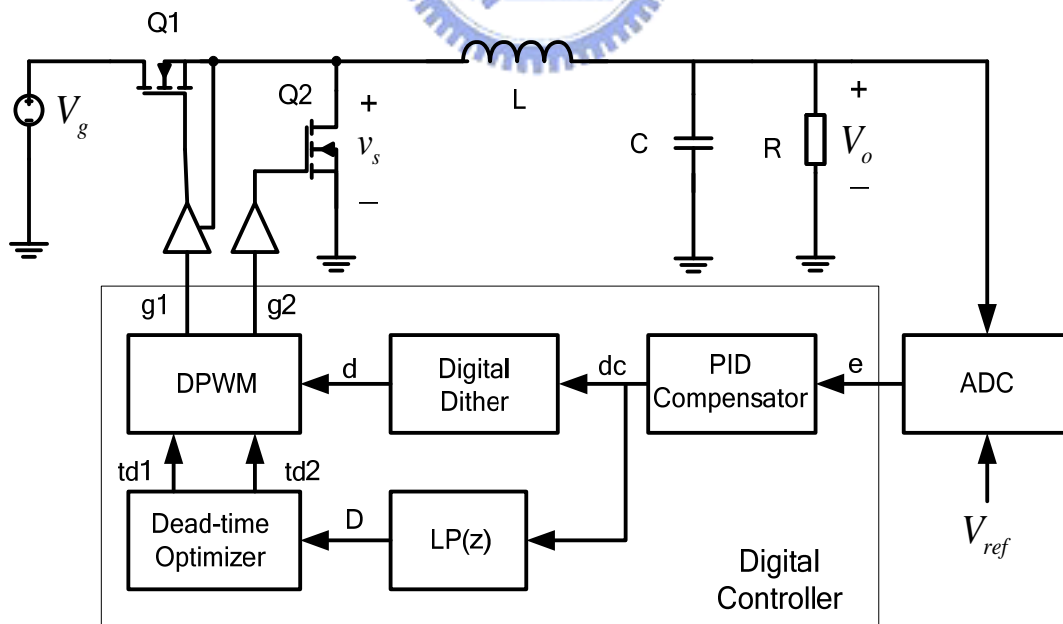 Q1
Q2
+
+
V_g
L
v_s
C
R
V_o
—
—
g1
g2
DPWM
d
Digital
Dither
dc
PID
Compensator
e
ADC
td1
td2
Dead-time
Optimizer
D
LP(z)
V_ref
Digital
Controller